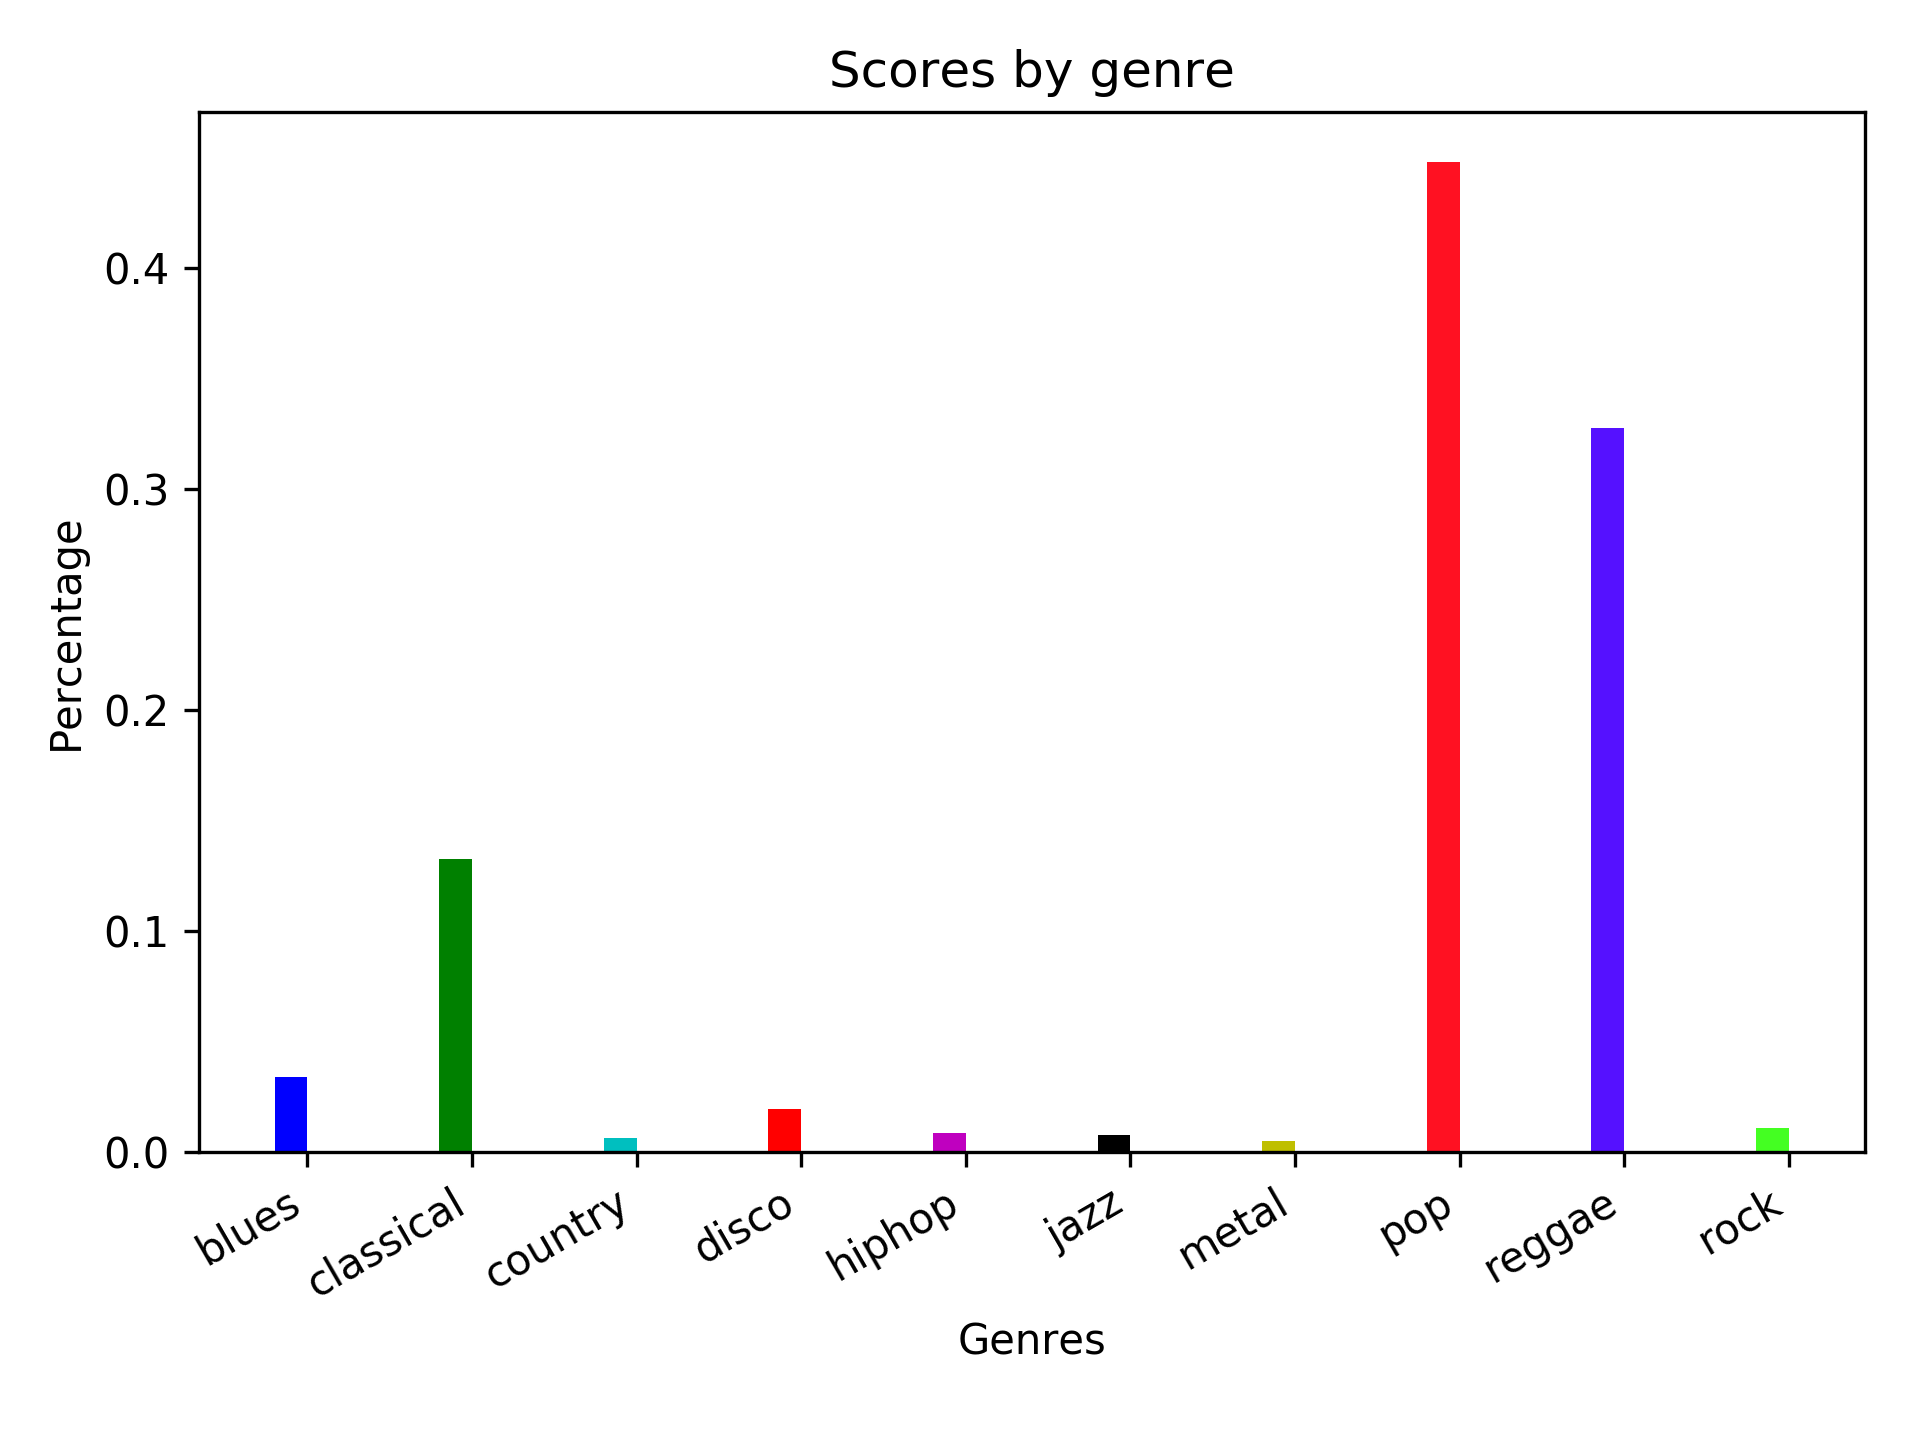 Scores by genre
Percentage
0.4
0.3
0.2
0.1
0.0
blues
classical
country
disco
hiphop
jazz
metal
pop
reggae
rock
Genres